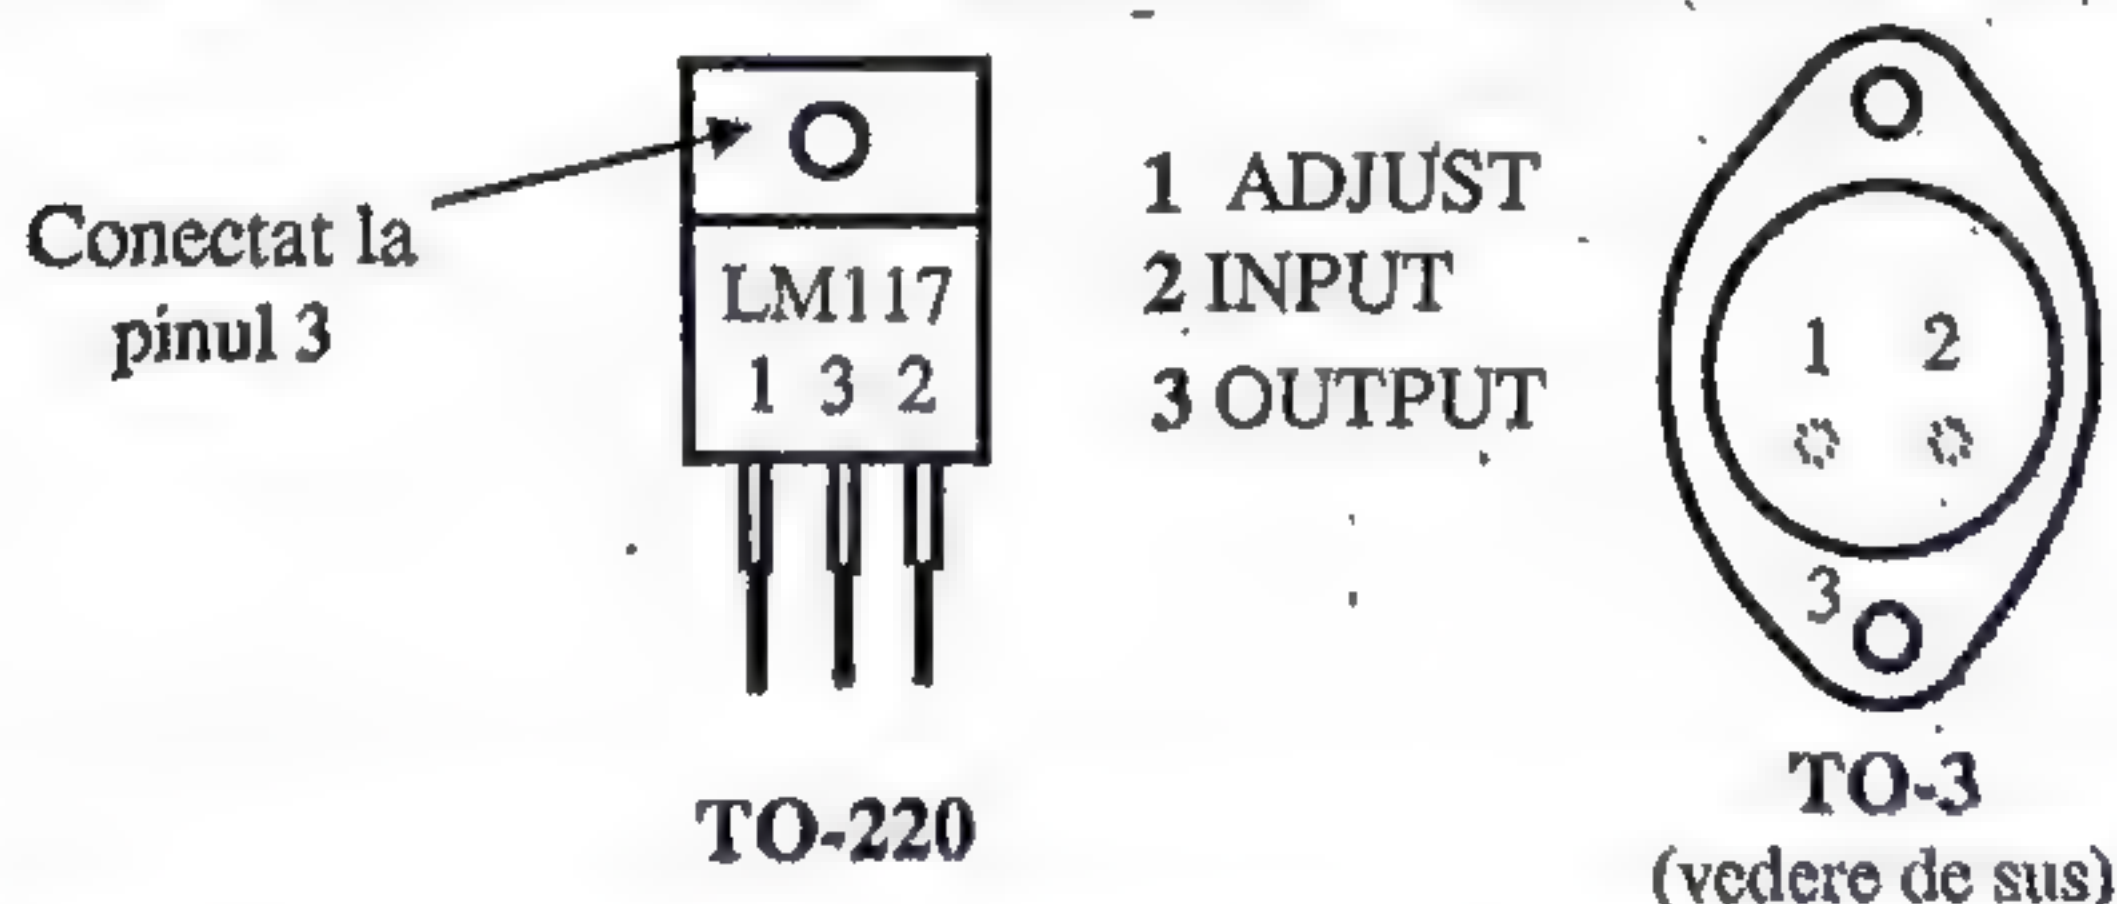 Conectat la
pinul 3
LM117
1 3 2
TO-220
1 ADJUST
2 INPUT
3 OUTPUT
1 2
3
TO-3
(vedere de sus)